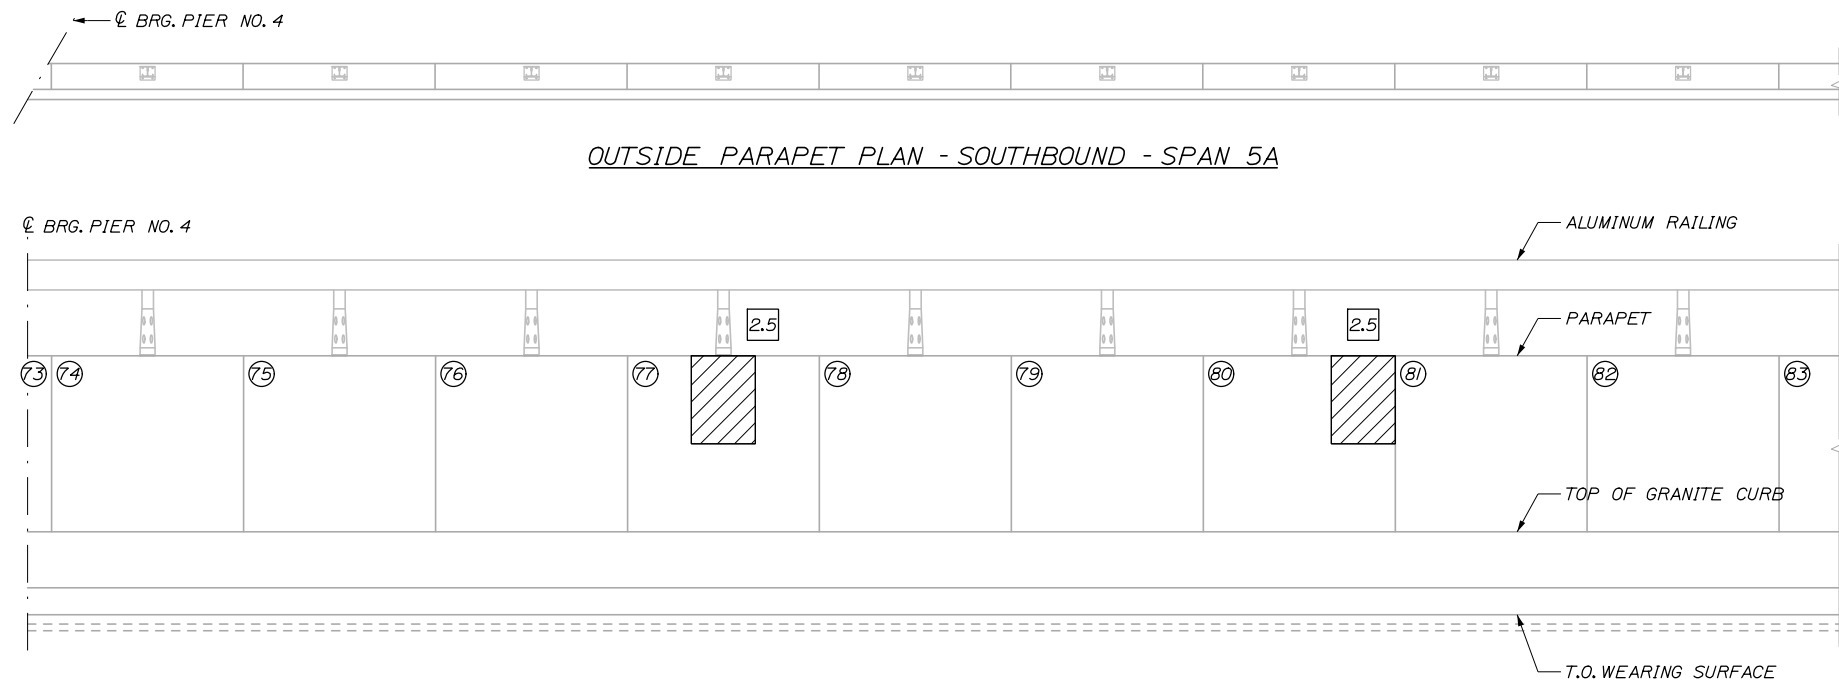 ℄ BRG. PIER NO. 4
OUTSIDE PARAPET PLAN - SOUTHBOUND - SPAN 5A
℄ BRG. PIER NO. 4
ALUMINUM RAILING
2.5
2.5
PARAPET
73 74 75 76 77 78 79 80 81 82 83
TOP OF GRANITE CURB
T.O. WEARING SURFACE